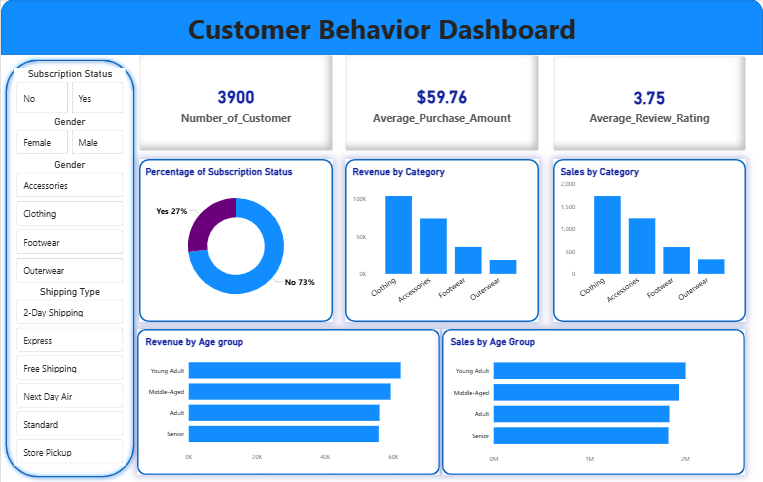 Customer Behavior Dashboard
Subscription Status
No
Yes
Gender
Female
Male
Gender
Accessories
Clothing
Footwear
Outerwear
Shipping Type
2-Day Shipping
Express
Free Shipping
Next Day Air
Standard
Store Pickup
3900
Number_of_Customer
$59.76
Average_Purchase_Amount
3.75
Average_Review_Rating
Percentage of Subscription Status
Yes 27%
No 73%
Revenue by Category
100K
50K
0K
Clothing
Accessories
Footwear
Outerwear
Sales by Category
2,000
1,500
1,000
500
0
Clothing
Accessories
Footwear
Outerwear
Revenue by Age group
Young Adult
Middle-Aged
Adult
Senior
0K
20K
40K
60K
Sales by Age Group
Young Adult
Middle-Aged
Adult
Senior
0M
1M
2M